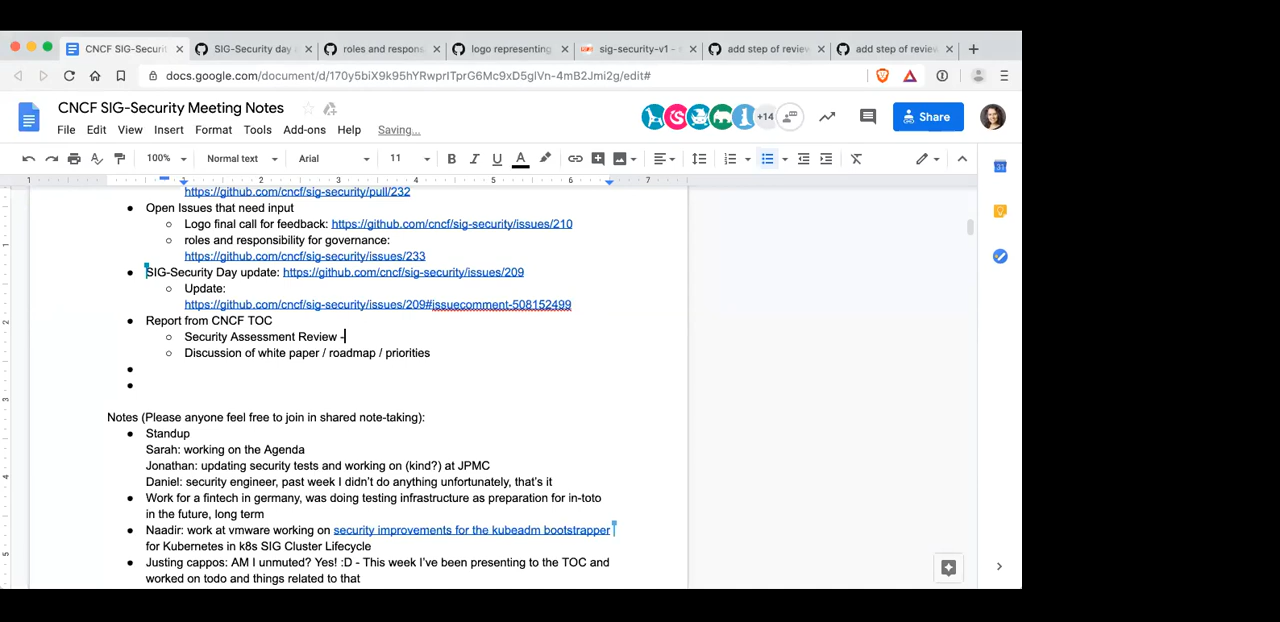 CNCF SIG-Securit
SIG-Security day
roles and respons
logo representing
sig-security-v1 -
add step of review
add step of review
docs.google.com/document/d/170y5biX9k95hYRwprITprG6Mc9xD5gIVn-4mB2Jmi2g/edit#
CNCF SIG-Security Meeting Notes
+14
Share
File Edit View Insert Format Tools Add-ons Help Saving...
100% Normal text Arial 11 B I U A
1 1 2 3 4 5 6 7
https://github.com/cncf/sig-security/pull/232
● Open Issues that need input
○ Logo final call for feedback: https://github.com/cncf/sig-security/issues/210
○ roles and responsibility for governance:
https://github.com/cncf/sig-security/issues/233
● SIG-Security Day update: https://github.com/cncf/sig-security/issues/209
○ Update:
https://github.com/cncf/sig-security/issues/209#issuecomment-508152499
● Report from CNCF TOC
○ Security Assessment Review -
○ Discussion of white paper / roadmap / priorities
●
●
Notes (Please anyone feel free to join in shared note-taking):
● Standup
Sarah: working on the Agenda
Jonathan: updating security tests and working on (kind?) at JPMC
Daniel: security engineer, past week I didn't do anything unfortunately, that's it
● Work for a fintech in germany, was doing testing infrastructure as preparation for in-toto
in the future, long term
● Naadir: work at vmware working on security improvements for the kubeadm bootstrapper
for Kubernetes in k8s SIG Cluster Lifecycle
● Justing cappos: AM I unmuted? Yes! :D - This week I've been presenting to the TOC and
worked on todo and things related to that